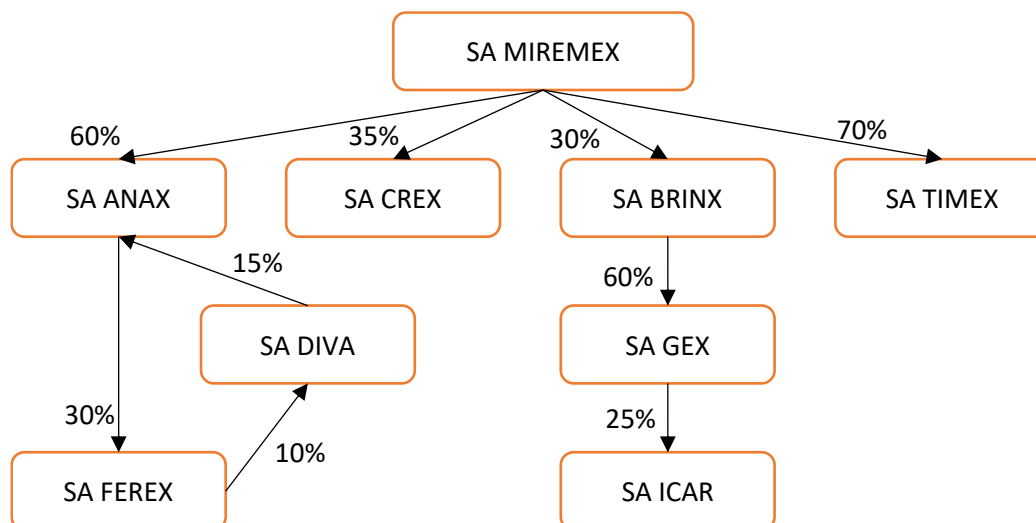 SA MIREMEX
60%
35%
30%
70%
SA ANAX
SA CREX
SA BRINX
SA TIMEX
15%
60%
SA DIVA
SA GEX
30%
10%
25%
SA FEREX
SA ICAR